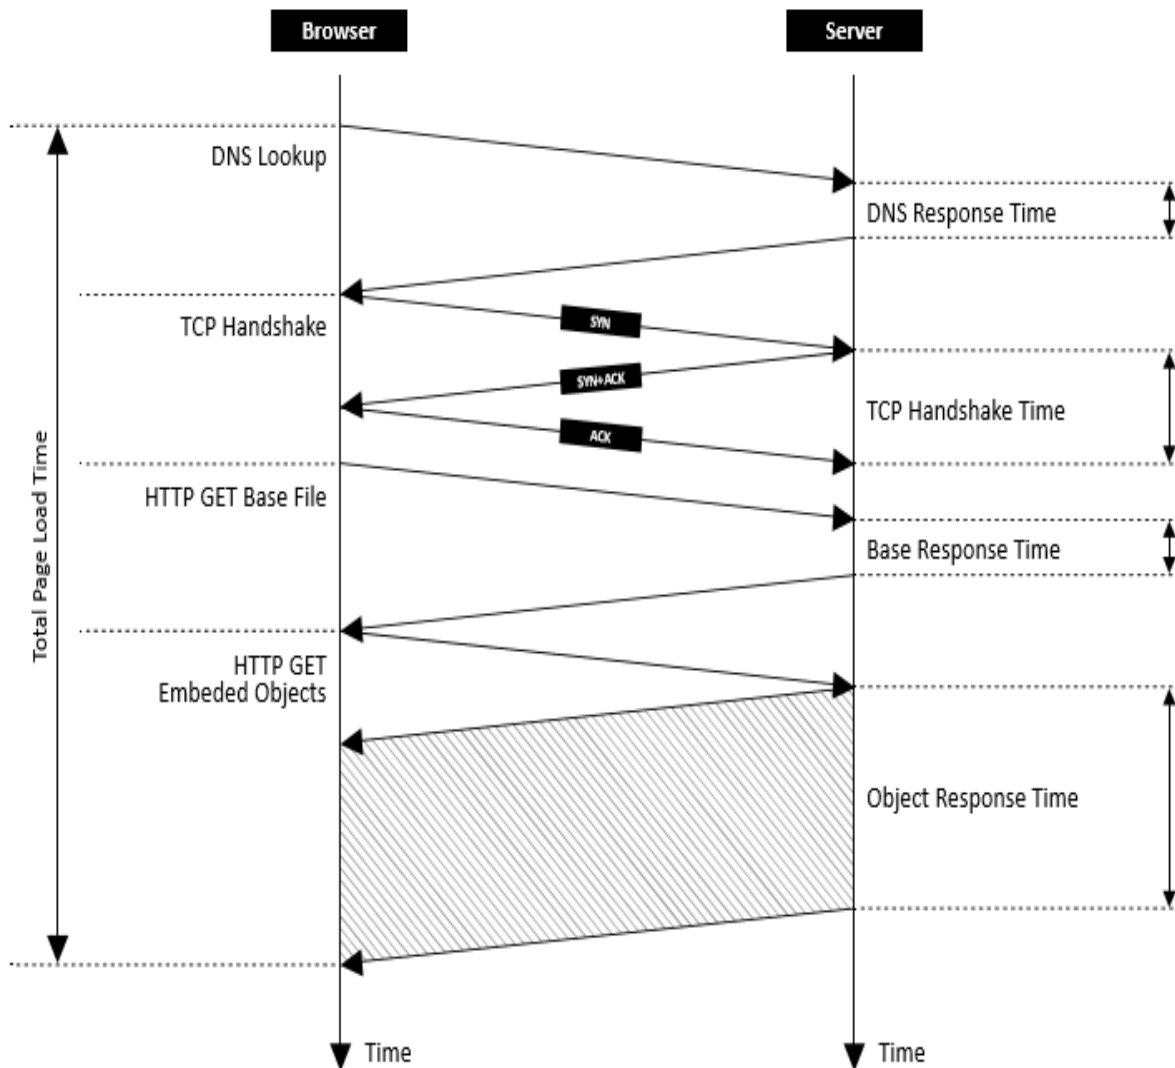 Browser
Server
DNS Lookup
DNS Response Time
SYN
TCP Handshake
SYN+ACK
TCP Handshake Time
ACK
Total Page Load Time
HTTP GET Base File
Base Response Time
HTTP GET
Embeded Objects
Object Response Time
Time
Time